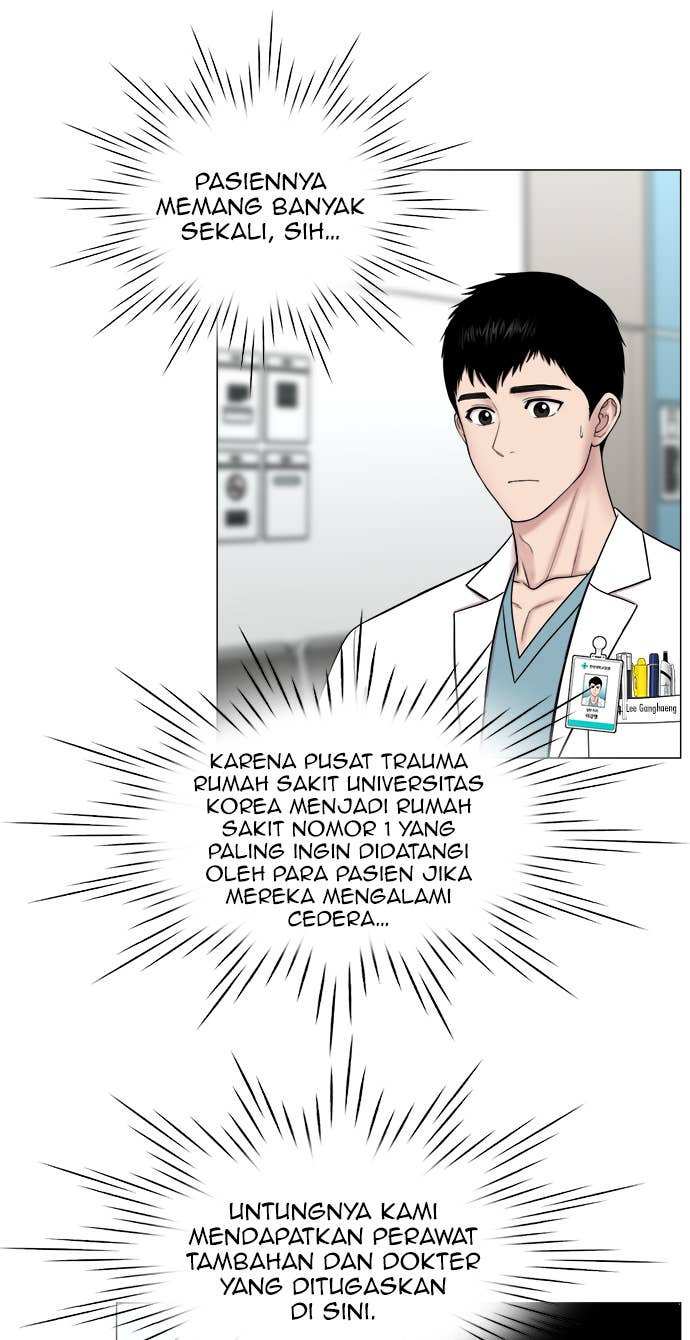 PASIENNYA
MEMANG BANYAK
SEKALI, SIH...
Lee Ganghaeng
KARENA PUSAT TRAUMA
RUMAH SAKIT UNIVERSITAS
KOREA MENJADI RUMAH
SAKIT NOMOR 1 YANG
PALING INGIN DIDATANGI
OLEH PARA PASIEN JIKA
MEREKA MENGALAMI
CEDERA...
UNTUNGNYA KAMI
MENDAPATKAN PERAWAT
TAMBAHAN DAN DOKTER
YANG DITUGASKAN
DI SINI.